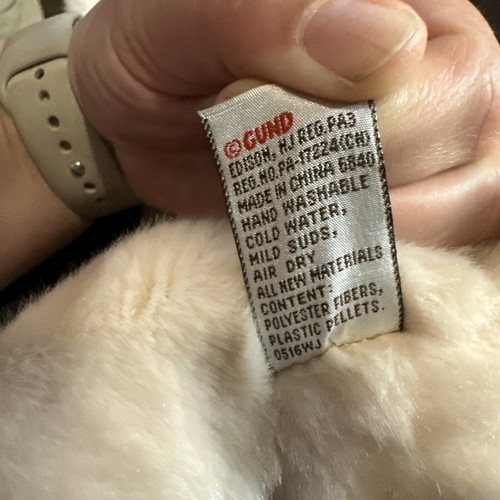 ©GUND
EDISON, NJ REG.PA3
REG.NO.PA-17224(CN)
MADE IN CHINA 6840
HAND WASHABLE
COLD WATER,
MILD SUDS,
AIR DRY
ALL NEW MATERIALS
CONTENT:
POLYESTER FIBERS,
PLASTIC PELLETS.
0516WJ